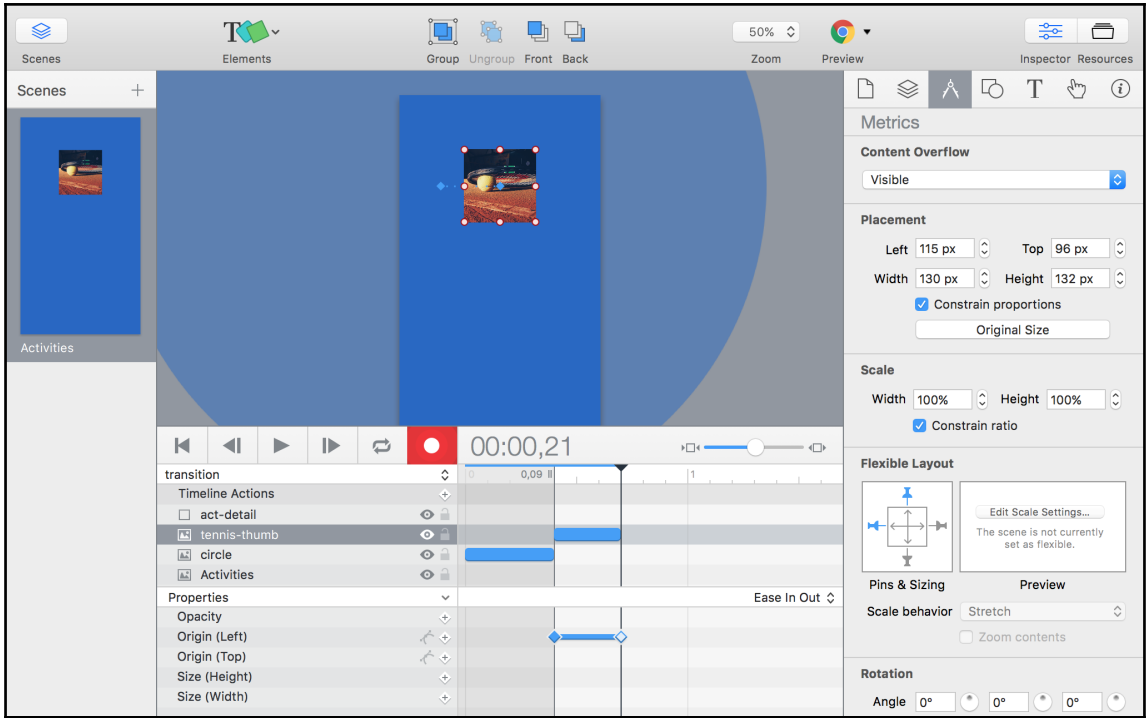 50%
Scenes Elements Group Ungroup Front Back Zoom Preview Inspector Resources
Scenes
Activities
T
Metrics
Content Overflow
Visible
Placement
Left 115 px Top 96 px
Width 130 px Height 132 px
Constrain proportions
Original Size
Scale
Width 100% Height 100%
Constrain ratio
Flexible Layout
Edit Scale Settings...
The scene is not currently
set as flexible.
Pins & Sizing Preview
Scale behavior Stretch
Zoom contents
Rotation
Angle 0° 0° 0°
00:00,21
transition 0 0,09 1
Timeline Actions
act-detail
tennis-thumb
circle
Activities
Properties Ease In Out
Opacity
Origin (Left)
Origin (Top)
Size (Height)
Size (Width)